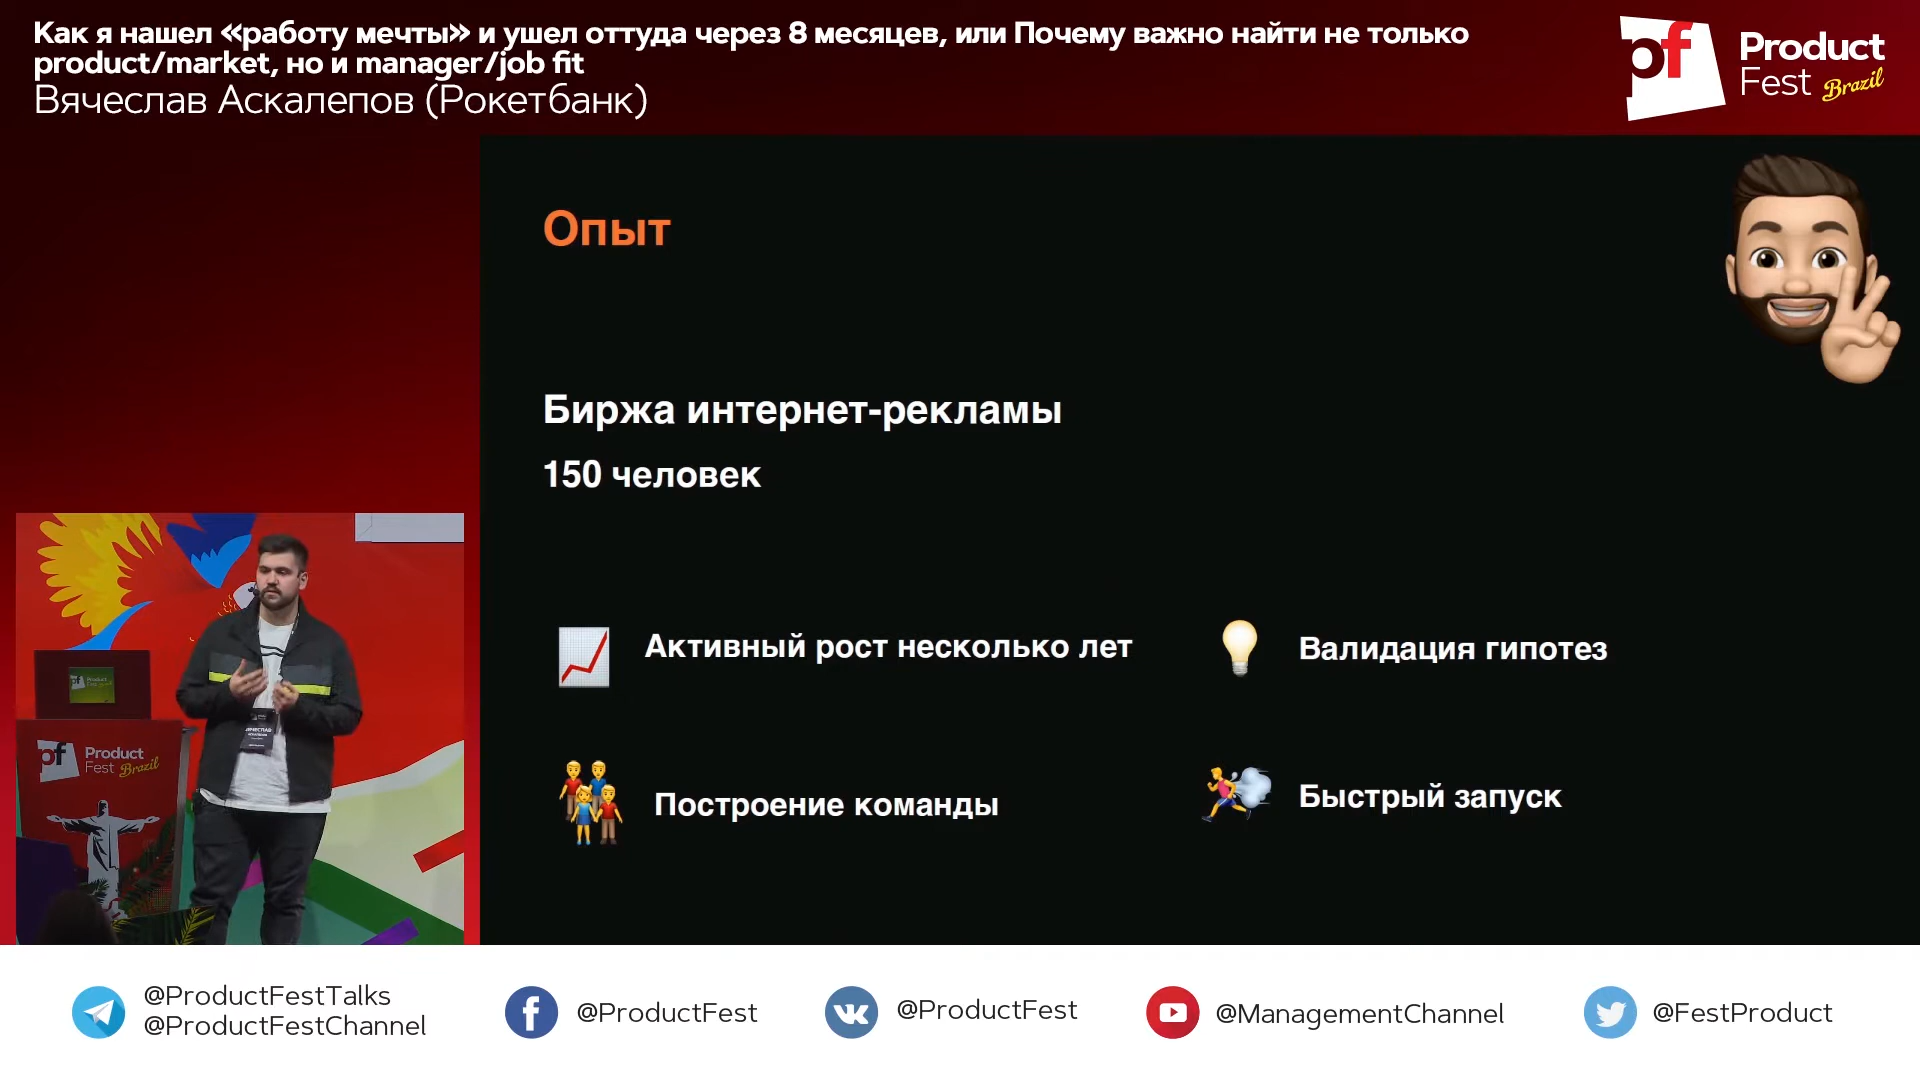 Как я нашел «работу мечты» и ушел оттуда через 8 месяцев, или Почему важно найти не только
product/market, но и manager/job fit
Вячеслав Аскалепов (Рокетбанк)
pf
Product
Fest Brazil
Опыт
Биржа интернет-рекламы
150 человек
Активный рост несколько лет
Валидация гипотез
Построение команды
Быстрый запуск
pf
Product
Fest Brazil
@ProductFestTalks
@ProductFestChannel
@ProductFest
@ProductFest
@ManagementChannel
@FestProduct